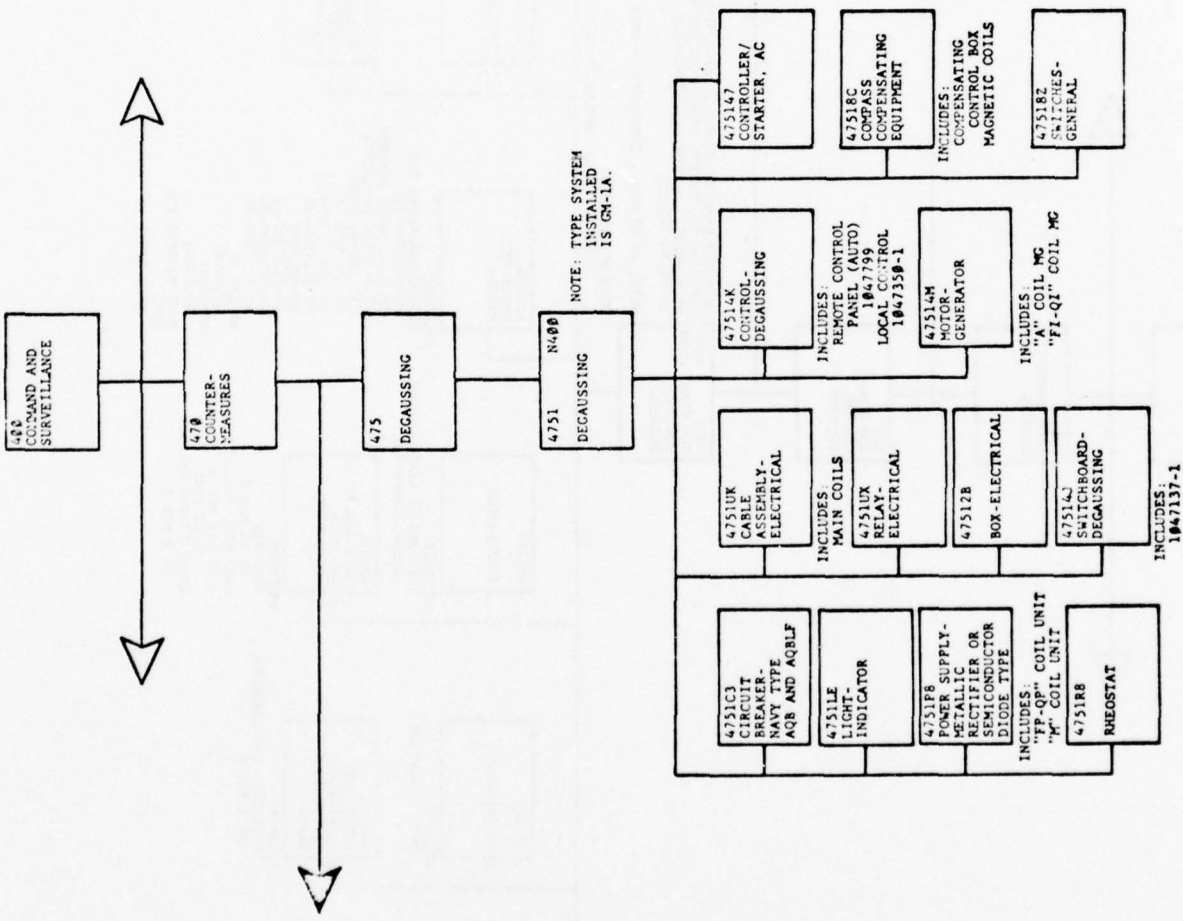 400
COMMAND AND
SURVEILLANCE
470
COUNTER-
MEASURES
475
DEGAUSSING
4751 N400
DEGAUSSING
NOTE: TYPE SYSTEM
INSTALLED
IS GM-1A.
4751C3
CIRCUIT
BREAKER-
NAVY TYPE
AQB AND AQBLF
4751LE
LIGHT-
INDICATOR
4751P8
POWER SUPPLY-
METALLIC
RECTIFIER OR
SEMICONDUCTOR
DIODE TYPE
INCLUDES:
"FP-QP" COIL UNIT
"M" COIL UNIT
4751R8
RHEOSTAT
4751UK
CABLE
ASSEMBLY-
ELECTRICAL
INCLUDES:
MAIN COILS
4751UX
RELAY-
ELECTRICAL
47512B
BOX-ELECTRICAL
47514J
SWITCHBOARD-
DEGAUSSING
INCLUDES:
1047137-1
47514K
CONTROL-
DEGAUSSING
INCLUDES:
REMOTE CONTROL
PANEL (AUTO)
1047799
LOCAL CONTROL
1047350-1
47514M
MOTOR-
GENERATOR
INCLUDES:
"A" COIL MG
"FI-QI" COIL MG
475147
CONTROLLER/
STARTER, AC
47518C
COMPASS
COMPENSATING
EQUIPMENT
INCLUDES:
COMPENSATING
CONTROL BOX
MAGNETIC COILS
47518Z
SWITCHES-
GENERAL